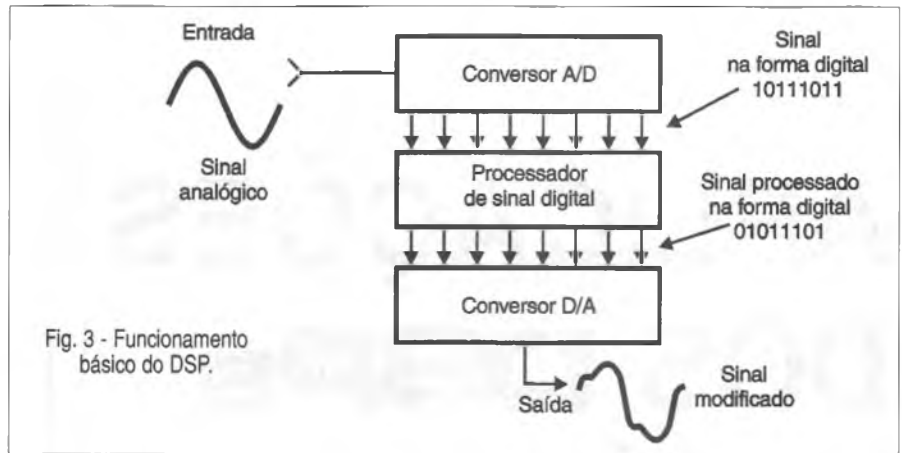 Entrada
Sinal
analógico
Conversor A/D
Sinal
na forma digital
10111011
Processador
de sinal digital
Sinal processado
na forma digital
01011101
Conversor D/A
Fig. 3 - Funcionamento
básico do DSP.
Saída
Sinal
modificado